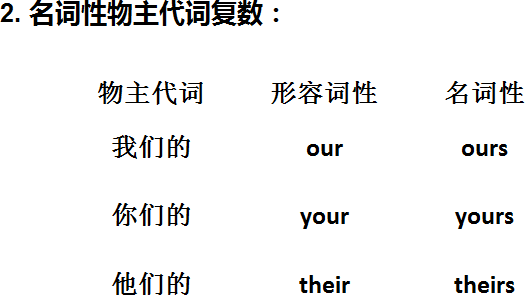 2. 名词性物主代词复数：
物主代词 形容词性 名词性
我们的 our ours
你们的 your yours
他们的 their theirs